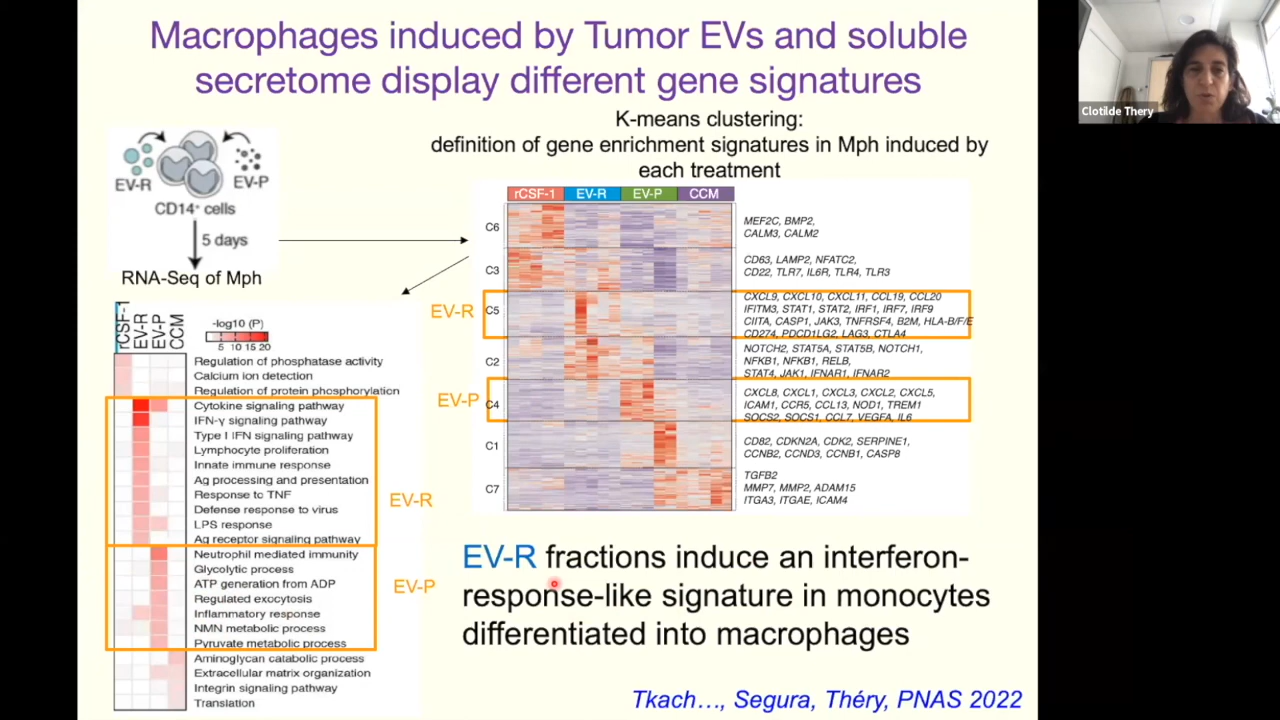 Macrophages induced by Tumor EVs and soluble
secretome display different gene signatures
Clotilde Thery
EV-R
EV-P
CD14+ cells
5 days
RNA-Seq of Mph
K-means clustering:
definition of gene enrichment signatures in Mph induced by
each treatment
rCSF-1 EV-R EV-P CCM
C6
MEF2C, BMP2,
CALM3, CALM2
C3
CD63, LAMP2, NFATC2,
CD22, TLR7, IL6R, TLR4, TLR3
EV-R
C5
CXCL9, CXCL10, CXCL11, CCL19, CCL20
IFITM3, STAT1, STAT2, IRF1, IRF7, IRF9
CIITA, CASP1, JAK3, TNFRSF4, B2M, HLA-B/F/E
CD274, PDCD1LG2, LAG3, CTLA4
C2
NOTCH2, STAT5A, STAT5B, NOTCH1,
NFKB1, NFKB1, RELB,
STAT4, JAK1, IFNAR1, IFNAR2
EV-P
C4
CXCL8, CXCL1, CXCL3, CXCL2, CXCL5,
ICAM1, CCR5, CCL13, NOD1, TREM1
SOCS2, SOCS1, CCL7, VEGFA, IL6
C1
CD82, CDKN2A, CDK2, SERPINE1,
CCNB2, CCND3, CCNB1, CASP8
C7
TGFB2
MMP7, MMP2, ADAM15
ITGA3, ITGAE, ICAM4
rCSF-1
EV-R
EV-P
CCM
-log10 (P)
5 10 15 20
Regulation of phosphatase activity
Calcium ion detection
Regulation of protein phosphorylation
Cytokine signaling pathway
IFN-γ signaling pathway
Type I IFN signaling pathway
Lymphocyte proliferation
Innate immune response
Ag processing and presentation
Response to TNF
Defense response to virus
LPS response
Ag receptor signaling pathway
EV-R
Neutrophil mediated immunity
Glycolytic process
ATP generation from ADP
Regulated exocytosis
Inflammatory response
NMN metabolic process
Pyruvate metabolic process
EV-P
Aminoglycan catabolic process
Extracellular matrix organization
Integrin signaling pathway
Translation
EV-R fractions induce an interferon-
response-like signature in monocytes
differentiated into macrophages
Tkach..., Segura, Théry, PNAS 2022